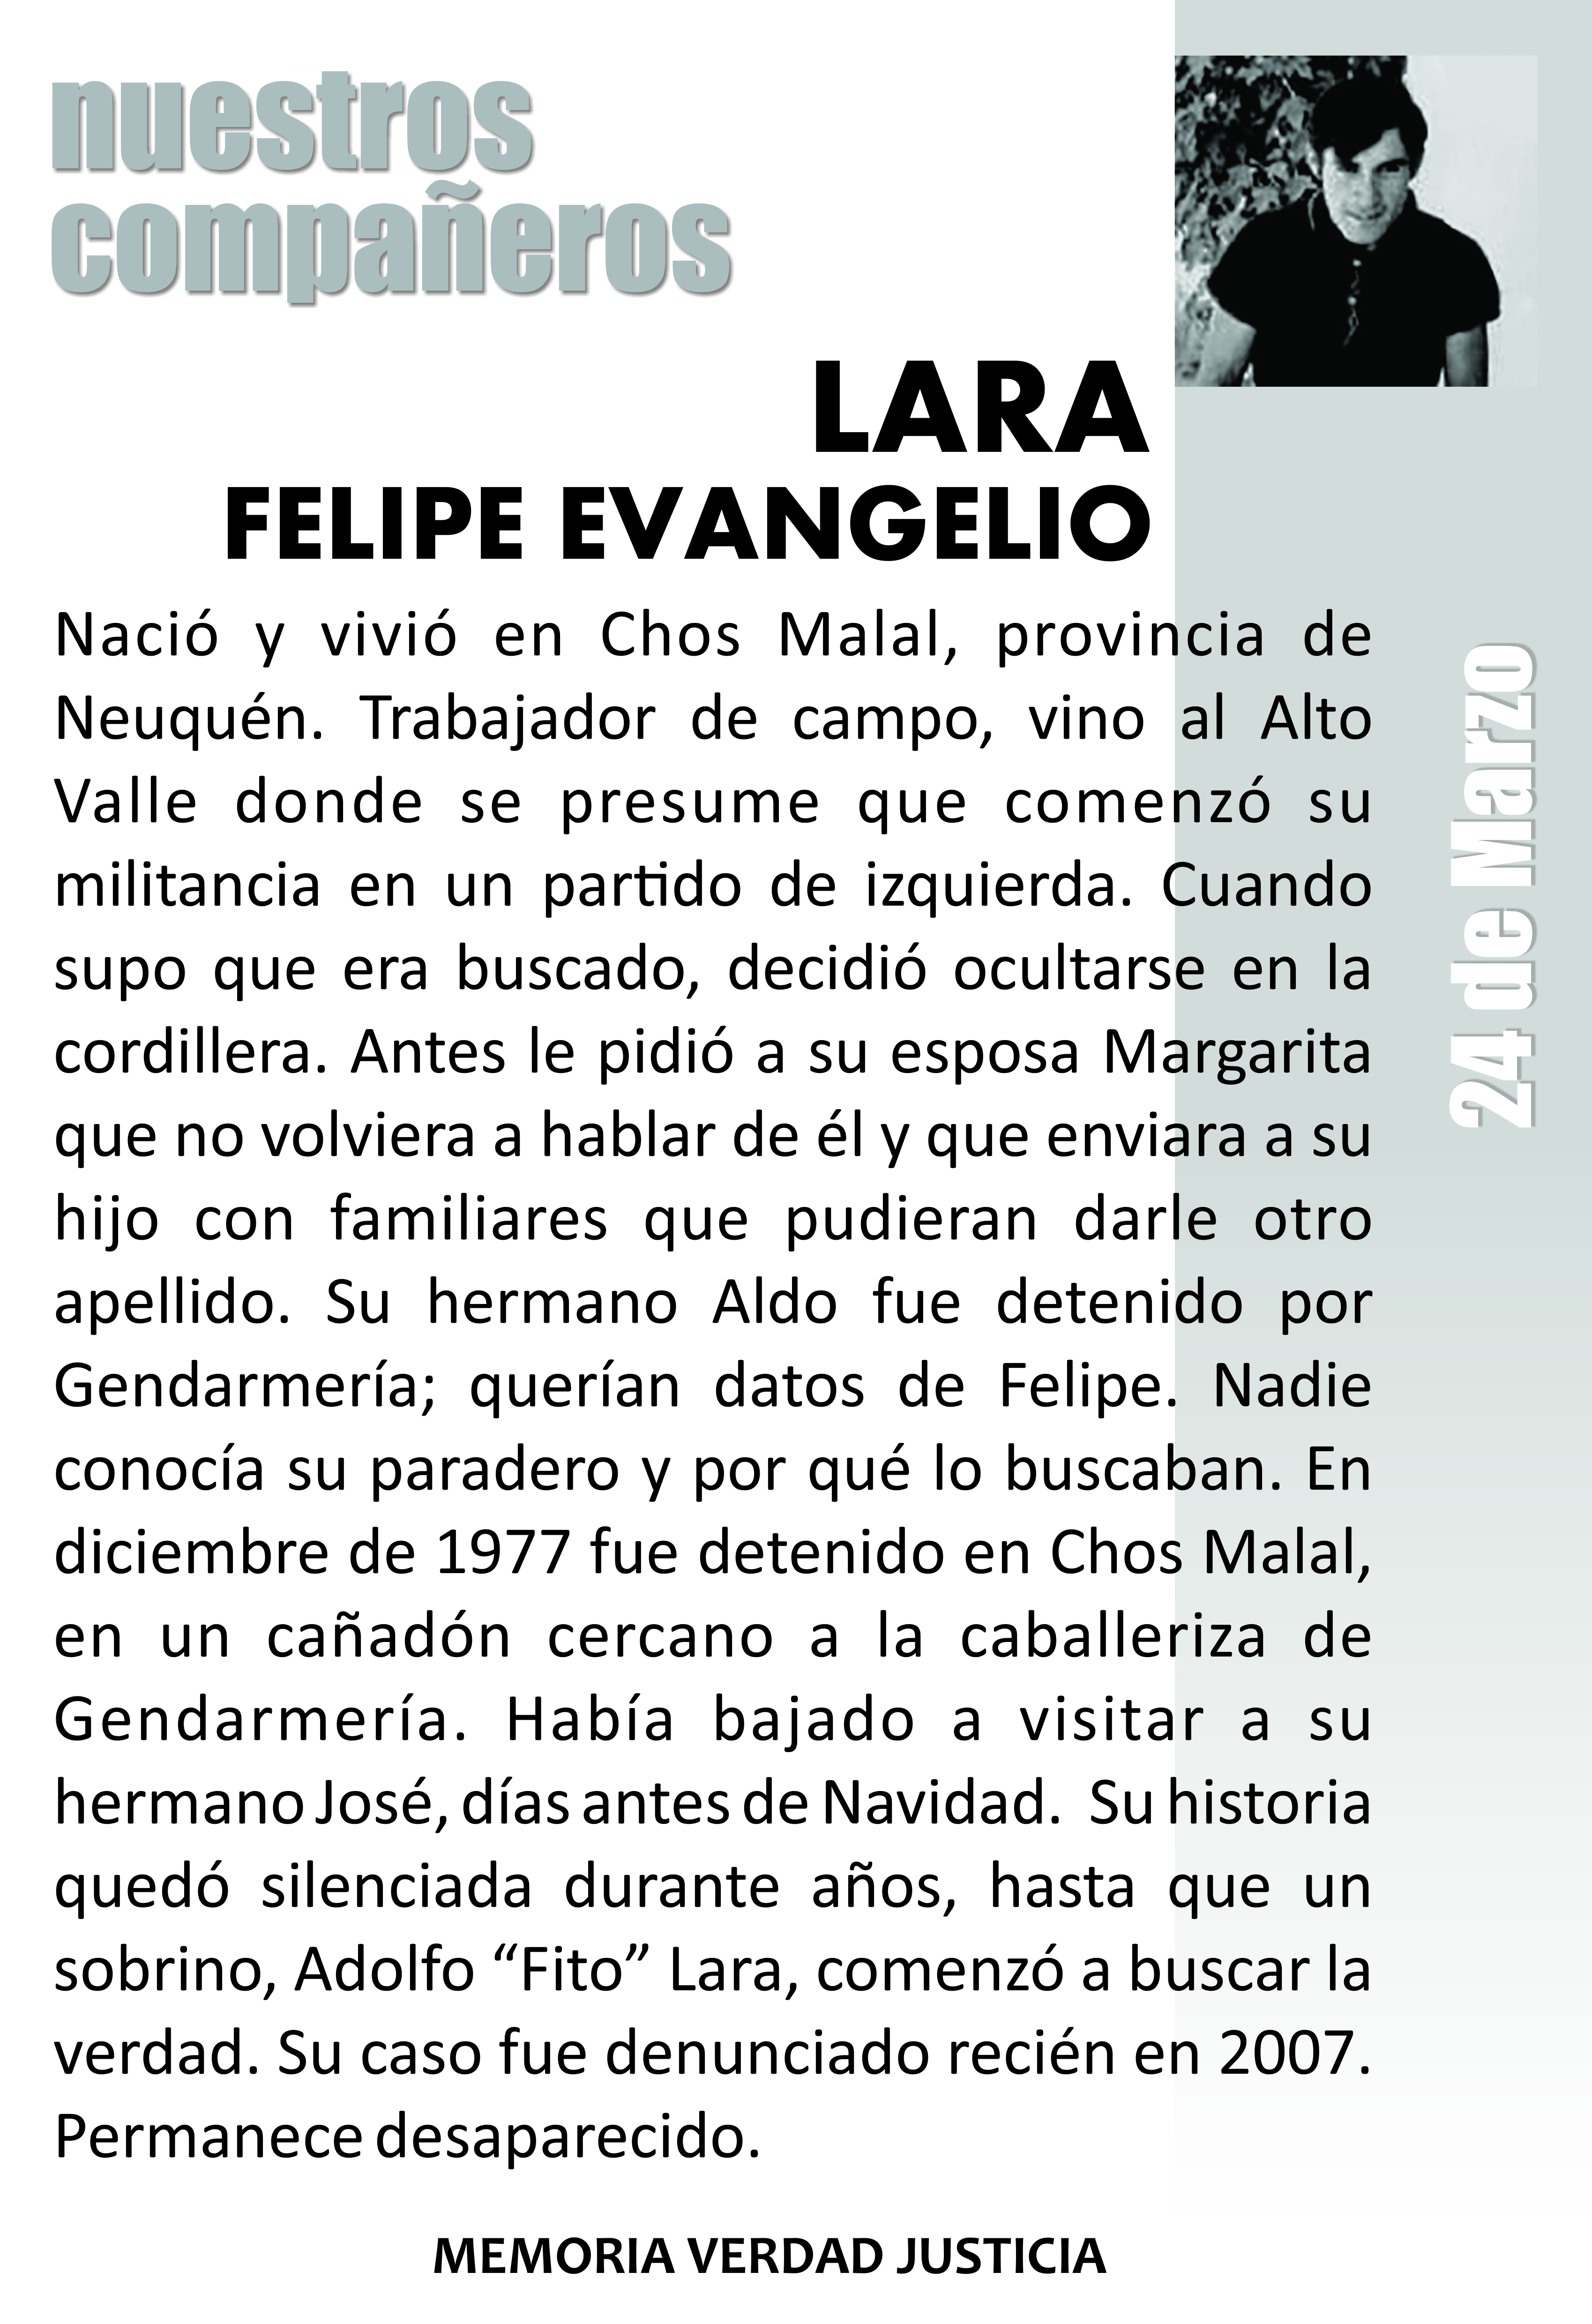 nuestros
compañeros
LARA
FELIPE EVANGELIO
Nació y vivió en Chos Malal, provincia de
Neuquén. Trabajador de campo, vino al Alto
Valle donde se presume que comenzó su
militancia en un partido de izquierda. Cuando
supo que era buscado, decidió ocultarse en la
cordillera. Antes le pidió a su esposa Margarita
que no volviera a hablar de él y que enviara a su
hijo con familiares que pudieran darle otro
apellido. Su hermano Aldo fue detenido por
Gendarmería; querían datos de Felipe. Nadie
conocía su paradero y por qué lo buscaban. En
diciembre de 1977 fue detenido en Chos Malal,
en un cañadón cercano a la caballeriza de
Gendarmería. Había bajado a visitar a su
hermano José, días antes de Navidad. Su historia
quedó silenciada durante años, hasta que un
sobrino, Adolfo “Fito” Lara, comenzó a buscar la
verdad. Su caso fue denunciado recién en 2007.
Permanece desaparecido.
24 de Marzo
MEMORIA VERDAD JUSTICIA